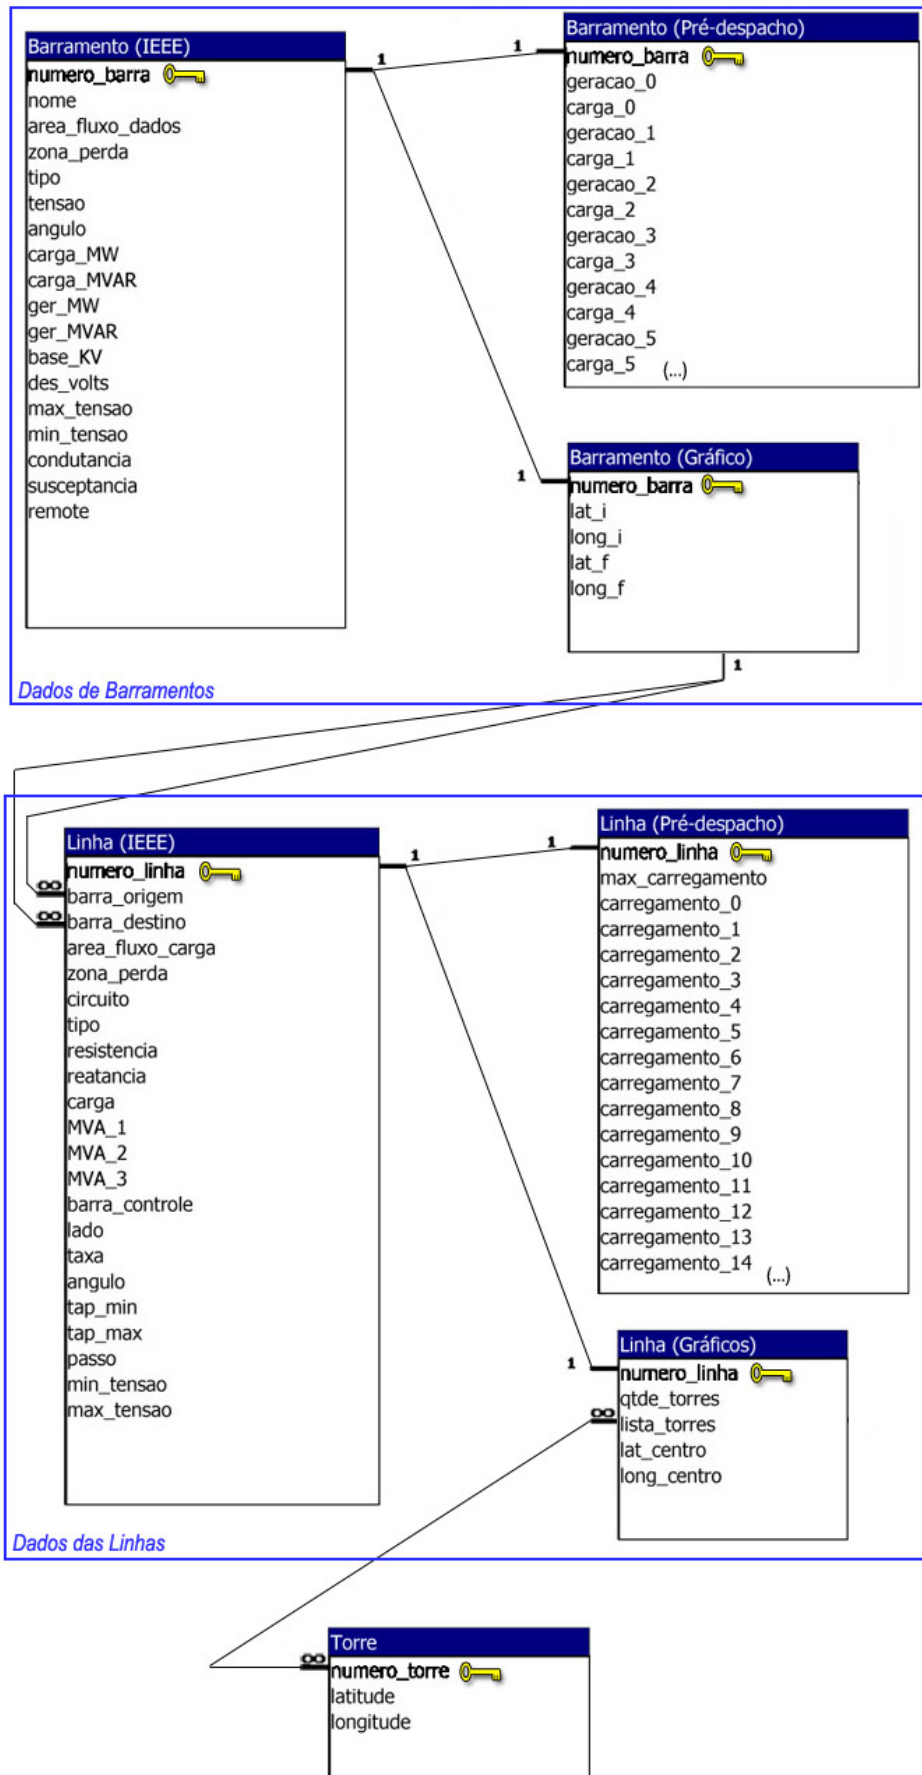 Barramento (IEEE)
numero_barra
nome
area_fluxo_dados
zona_perda
tipo
tensao
angulo
carga_MW
carga_MVAR
ger_MW
ger_MVAR
base_KV
des_volts
max_tensao
min_tensao
condutancia
susceptancia
remote
1
1
Barramento (Pré-despacho)
numero_barra
geracao_0
carga_0
geracao_1
carga_1
geracao_2
carga_2
geracao_3
carga_3
geracao_4
carga_4
geracao_5
carga_5
(...)
1
Barramento (Gráfico)
numero_barra
lat_i
long_i
lat_f
long_f
1
Dados de Barramentos
Linha (IEEE)
numero_linha
∞ barra_origem
∞ barra_destino
area_fluxo_carga
zona_perda
circuito
tipo
resistencia
reatancia
carga
MVA_1
MVA_2
MVA_3
barra_controle
lado
taxa
angulo
tap_min
tap_max
passo
min_tensao
max_tensao
1
1
Linha (Pré-despacho)
numero_linha
max_carregamento
carregamento_0
carregamento_1
carregamento_2
carregamento_3
carregamento_4
carregamento_5
carregamento_6
carregamento_7
carregamento_8
carregamento_9
carregamento_10
carregamento_11
carregamento_12
carregamento_13
carregamento_14
(...)
Linha (Gráficos)
1 numero_linha
qtde_torres
∞ lista_torres
lat_centro
long_centro
Dados das Linhas
Torre
∞ numero_torre
latitude
longitude